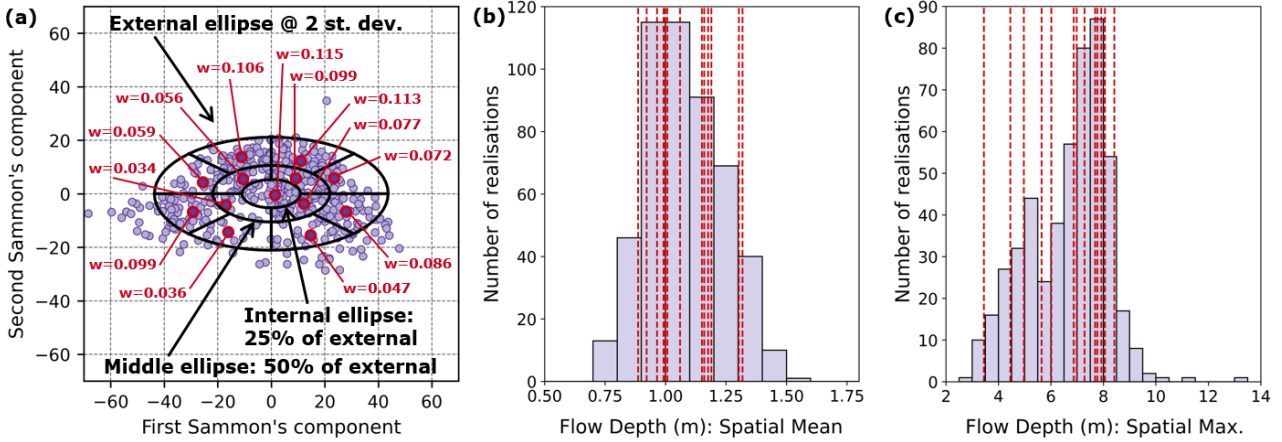 (a)
External ellipse @ 2 st. dev.
w=0.115
w=0.106
w=0.099
w=0.056
w=0.113
w=0.059
w=0.077
w=0.034
w=0.072
w=0.099
w=0.086
w=0.036
w=0.047
Internal ellipse:
25% of external
Middle ellipse: 50% of external
60
40
20
0
−20
−40
−60
Second Sammon's component
−60 −40 −20 0 20 40 60
First Sammon's component
(b)
120
100
80
60
40
20
0
Number of realisations
0.50 0.75 1.00 1.25 1.50 1.75
Flow Depth (m): Spatial Mean
(c)
90
80
70
60
50
40
30
20
10
0
Number of realisations
2 4 6 8 10 12 14
Flow Depth (m): Spatial Max.